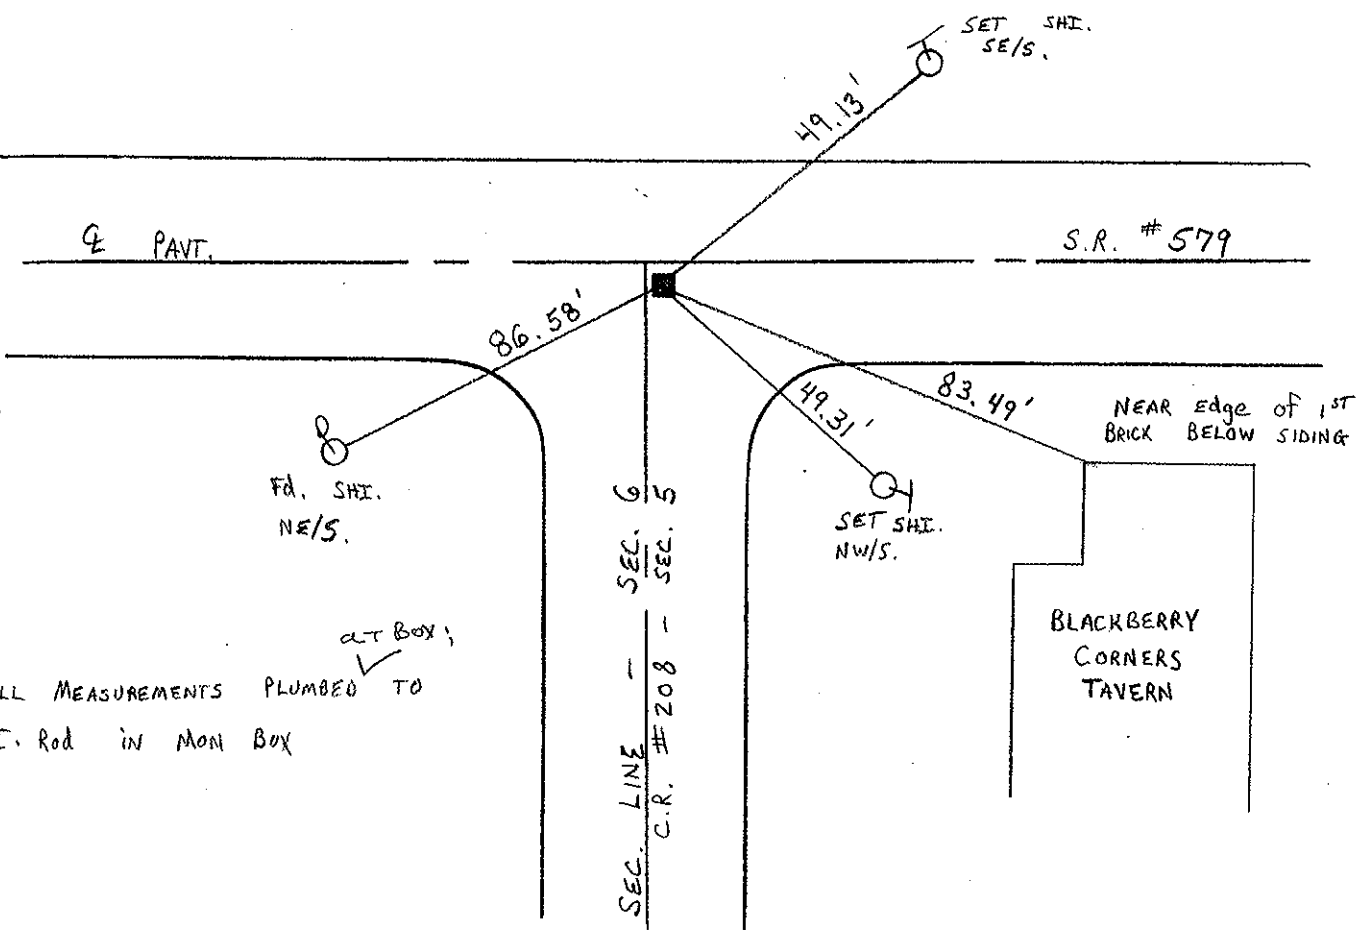 SET SHI.
SE/S.
49.13'
℄ PAVT.
S.R. # 579
86.58'
49.31'
83.49'
NEAR Edge of 1ST
BRICK BELOW SIDING
Fd. SHI.
NE/S.
SET SHI.
NW/S.
SEC. LINE - SEC. 6
C.R. #208 - SEC. 5
BLACKBERRY
CORNERS
TAVERN
AT BOX;
LL MEASUREMENTS PLUMBED TO
I. Rod iN MON BOX